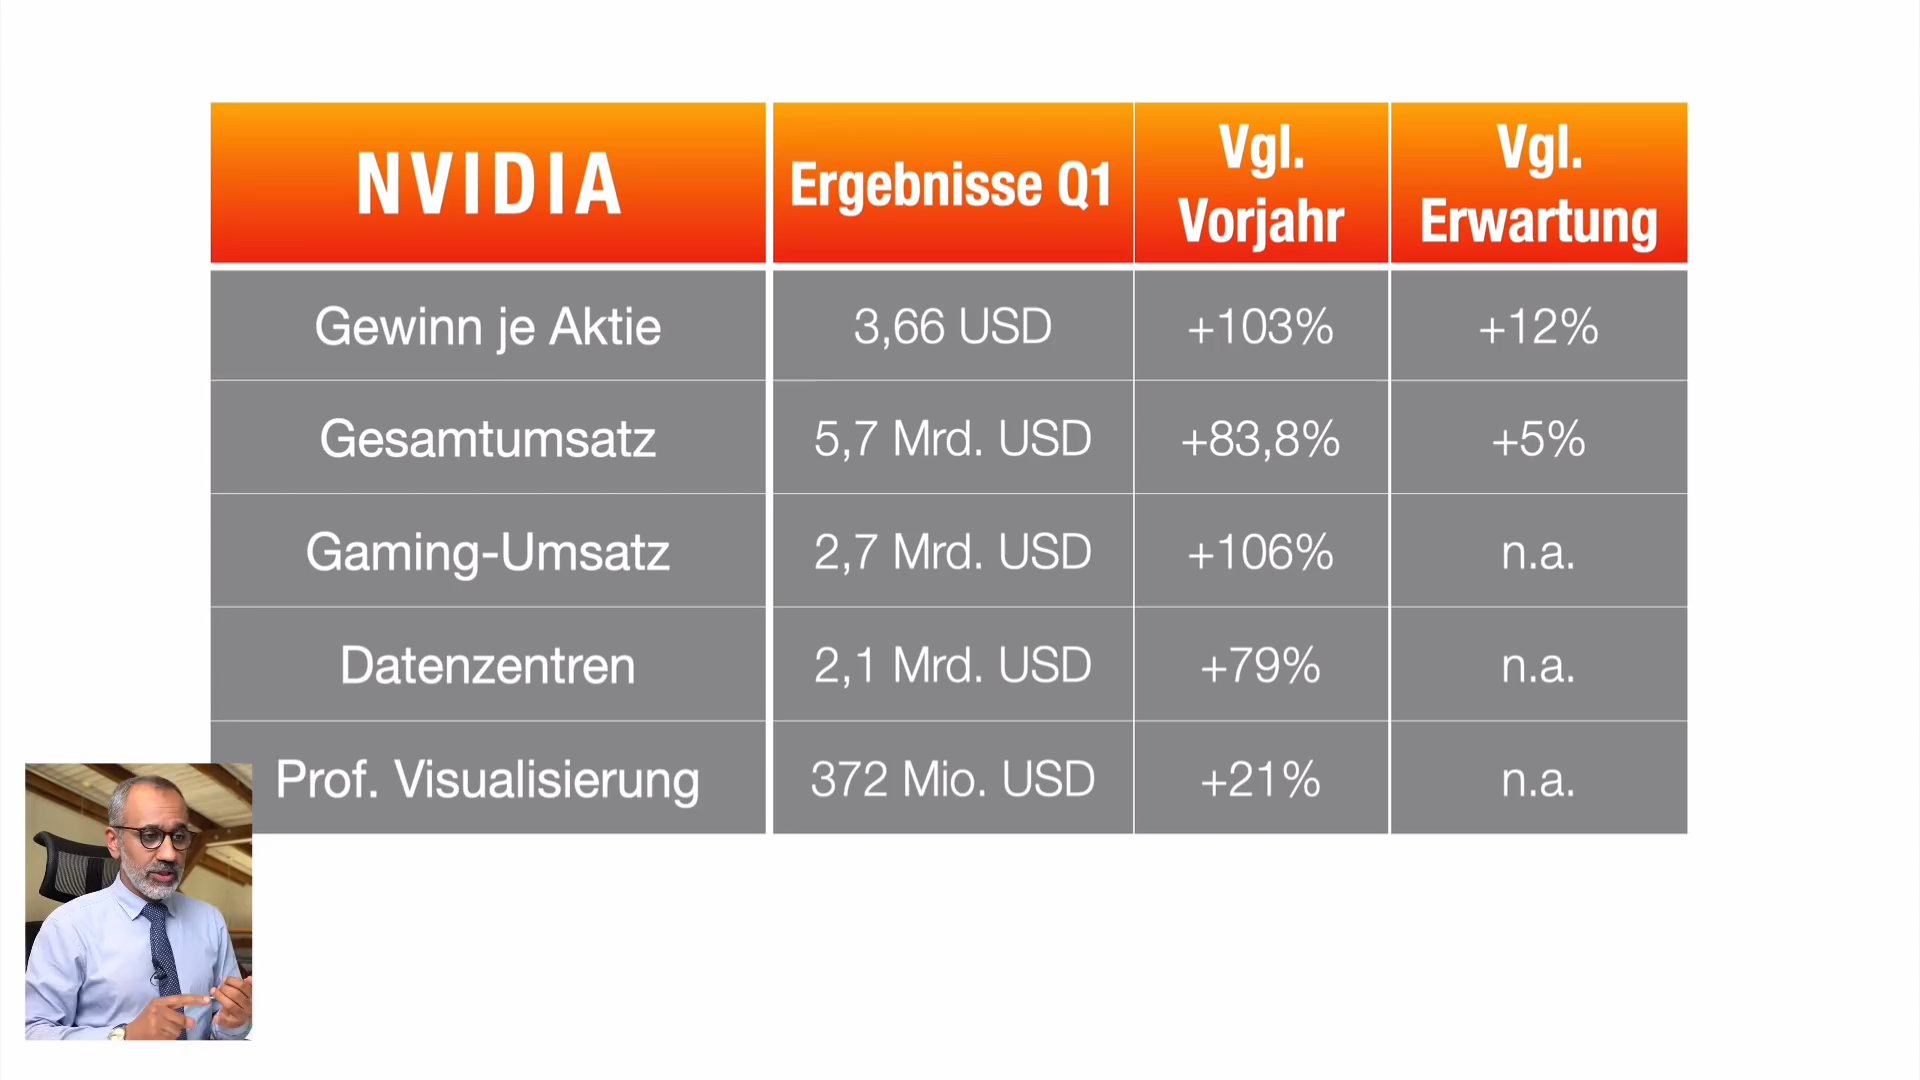 NVIDIA Ergebnisse Q1 Vgl. Vorjahr Vgl. Erwartung
Gewinn je Aktie 3,66 USD +103% +12%
Gesamtumsatz 5,7 Mrd. USD +83,8% +5%
Gaming-Umsatz 2,7 Mrd. USD +106% n.a.
Datenzentren 2,1 Mrd. USD +79% n.a.
Prof. Visualisierung 372 Mio. USD +21% n.a.